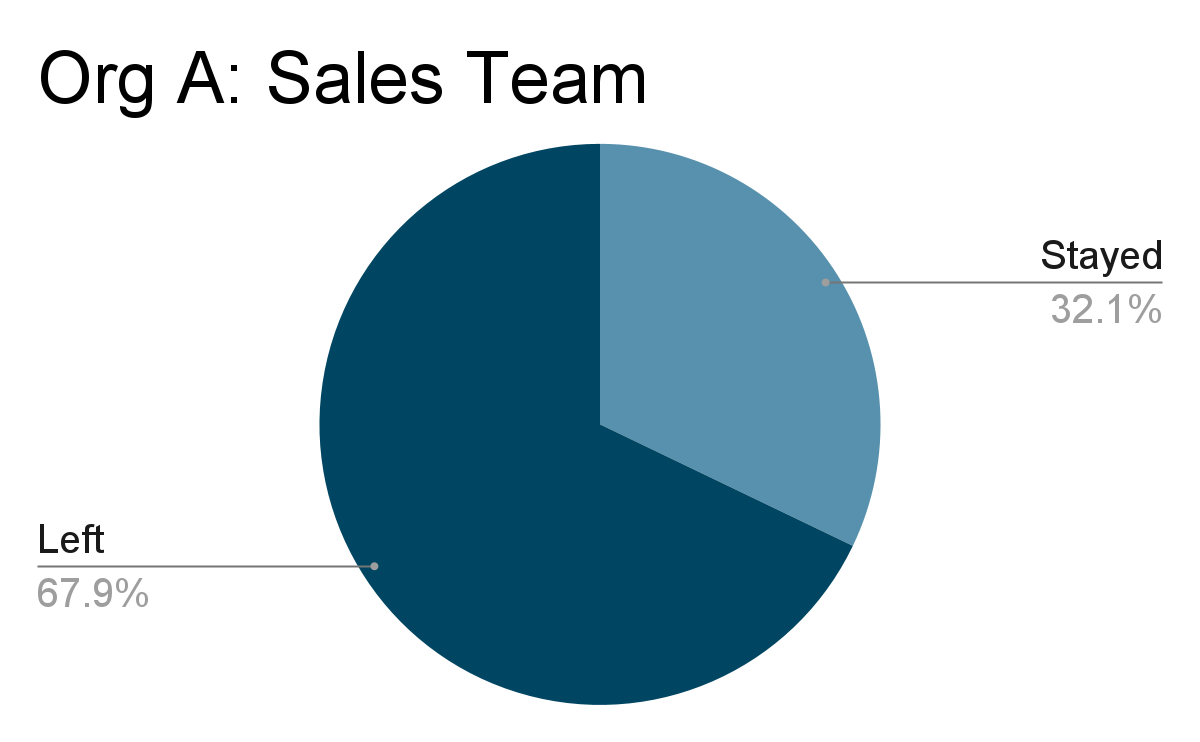 Org A: Sales Team
Stayed
32.1%
Left
67.9%